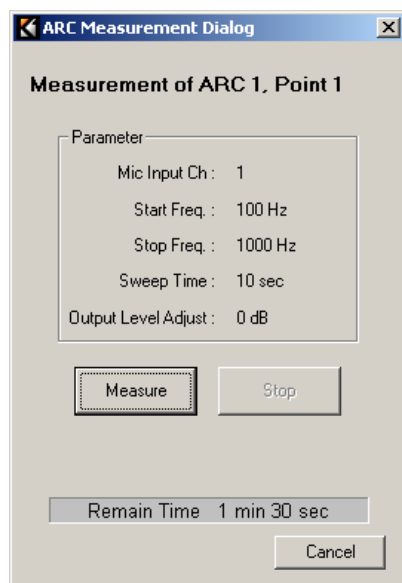 ARC Measurement Dialog
Measurement of ARC 1, Point 1
Parameter
Mic Input Ch : 1
Start Freq. : 100 Hz
Stop Freq. : 1000 Hz
Sweep Time : 10 sec
Output Level Adjust : 0 dB
Measure Stop
Remain Time 1 min 30 sec
Cancel